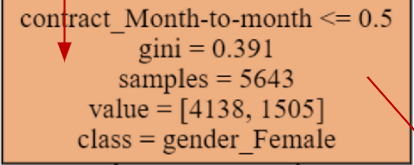 contract_Month-to-month <= 0.5
gini = 0.391
samples = 5643
value = [4138, 1505]
class = gender_Female